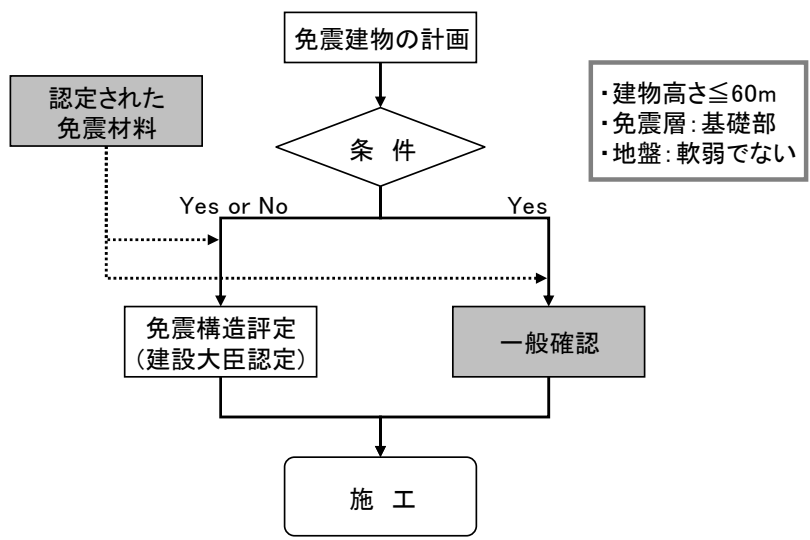 免震建物の計画
認定された
免震材料
・建物高さ≦60m
・免震層：基礎部
・地盤：軟弱でない
条 件
Yes or No
Yes
免震構造評定
(建設大臣認定)
一般確認
施 工